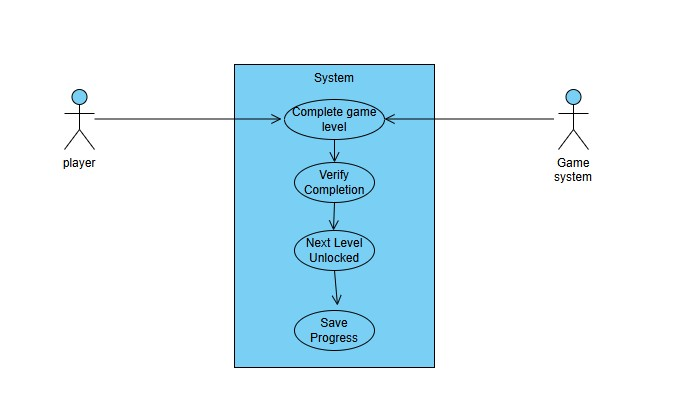 System
Complete game
level
player
Game
system
Verify
Completion
Next Level
Unlocked
Save
Progress